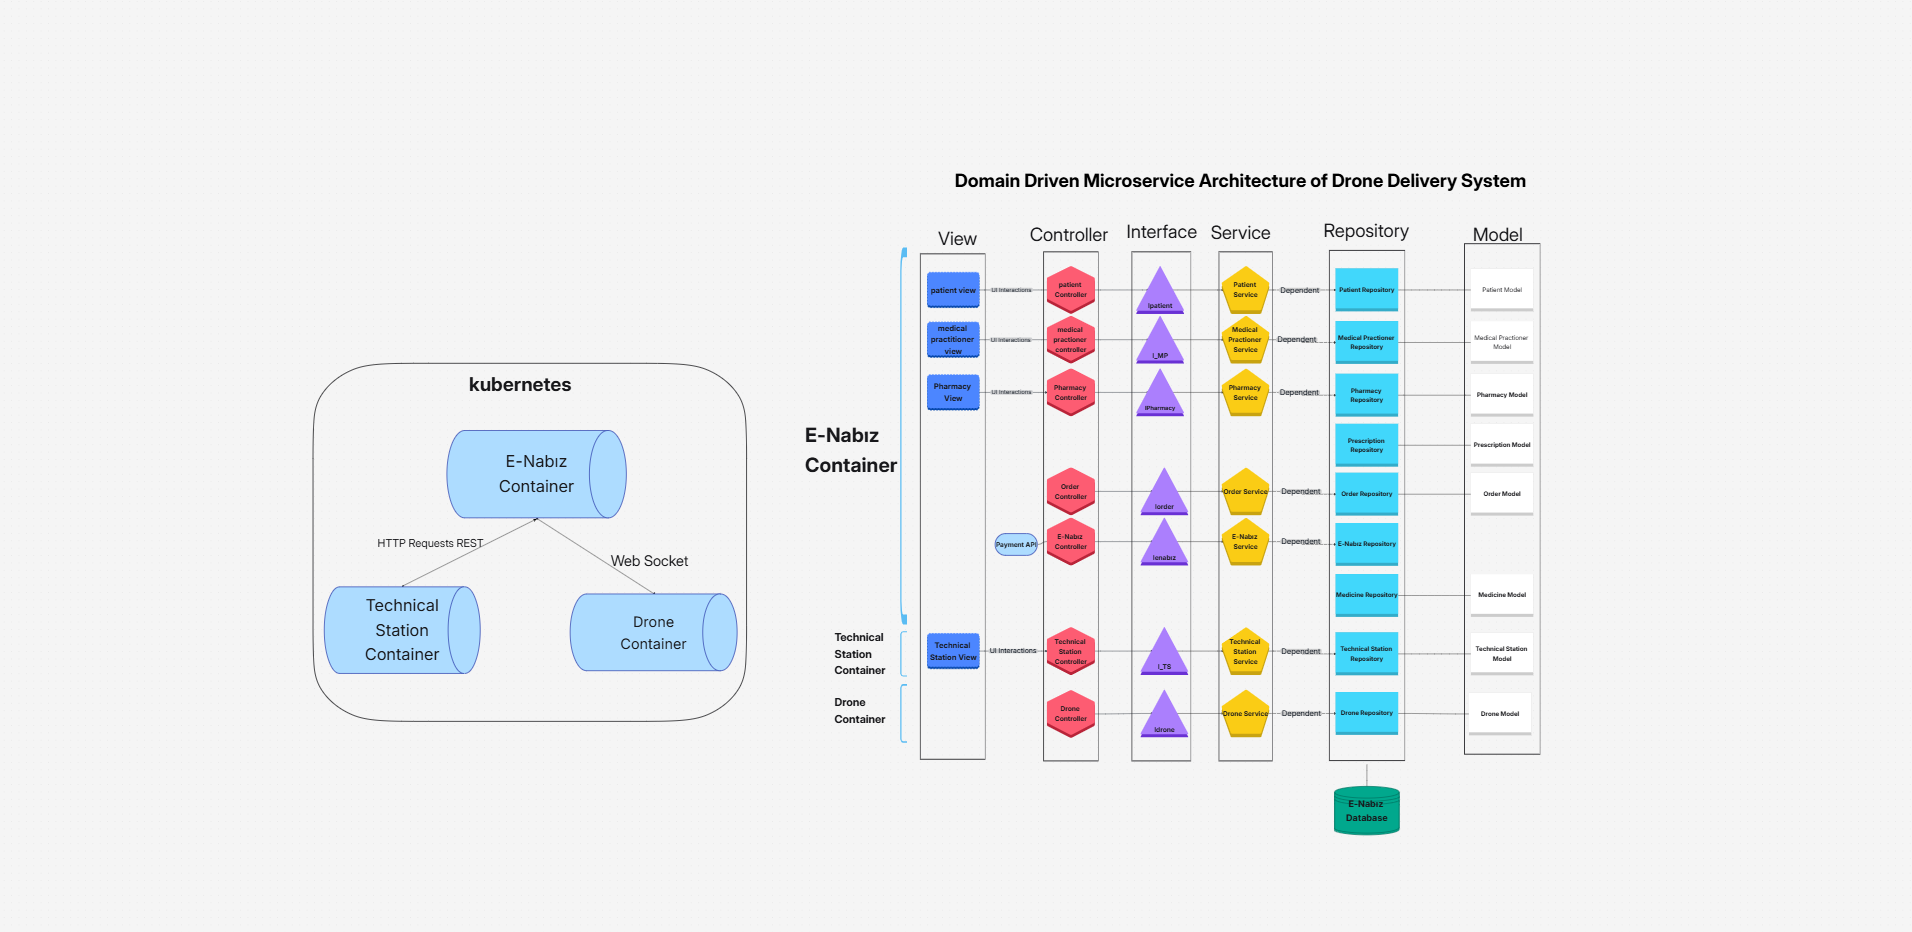 Domain Driven Microservice Architecture of Drone Delivery System
kubernetes
E-Nabız
Container
HTTP Requests REST
Web Socket
Technical
Station
Container
Drone
Container
View
Controller
Interface
Service
Repository
Model
E-Nabız
Container
patient view
UI Interactions
patient
Controller
Ipatient
Patient
Service
Dependent
Patient Repository
Patient Model
medical
practitioner
view
UI Interactions
medical
practioner
controller
I_MP
Medical
Practioner
Service
Dependent
Medical Practioner
Repository
Medical Practioner
Model
Pharmacy
View
UI Interactions
Pharmacy
Controller
IPharmacy
Pharmacy
Service
Dependent
Pharmacy
Repository
Pharmacy Model
Prescription
Repository
Prescription Model
Order
Controller
Iorder
Order Service
Dependent
Order Repository
Order Model
Payment API
E-Nabız
Controller
Ienabız
E-Nabız
Service
Dependent
E-Nabız Repository
Medicine Repository
Medicine Model
Technical
Station
Container
Technical
Station View
UI Interactions
Technical
Station
Controller
I_TS
Technical
Station
Service
Dependent
Technical Station
Repository
Technical Station
Model
Drone
Container
Drone
Controller
Idrone
Drone Service
Dependent
Drone Repository
Drone Model
E-Nabız
Database